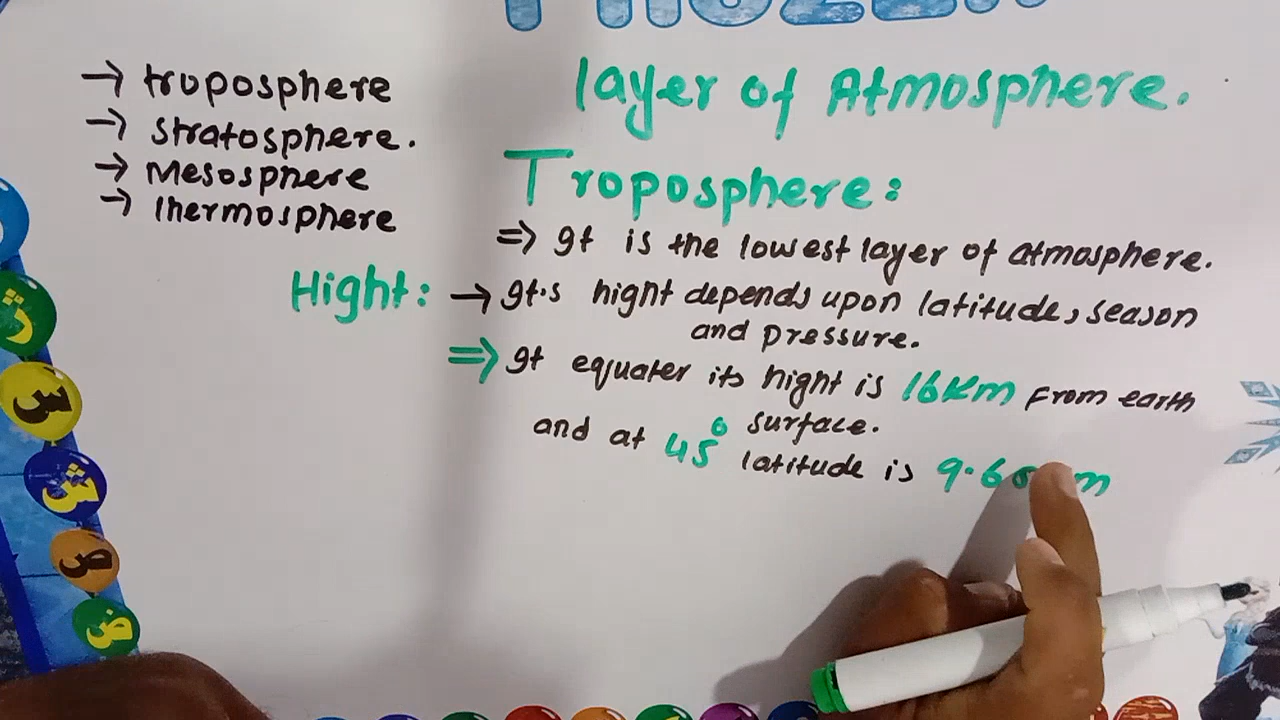 FROZEN
layer of Atmosphere.
→ troposphere
→ stratosphere.
→ Mesosphere
→ thermosphere
Troposphere:
⇒ It is the lowest layer of atmosphere.
Hight: → It's hight depends upon latitude, season
and pressure.
⇒ It equater its hight is 16Km from earth
surface.
and at 45° latitude is 9.6
ث
س
ش
ص
ض